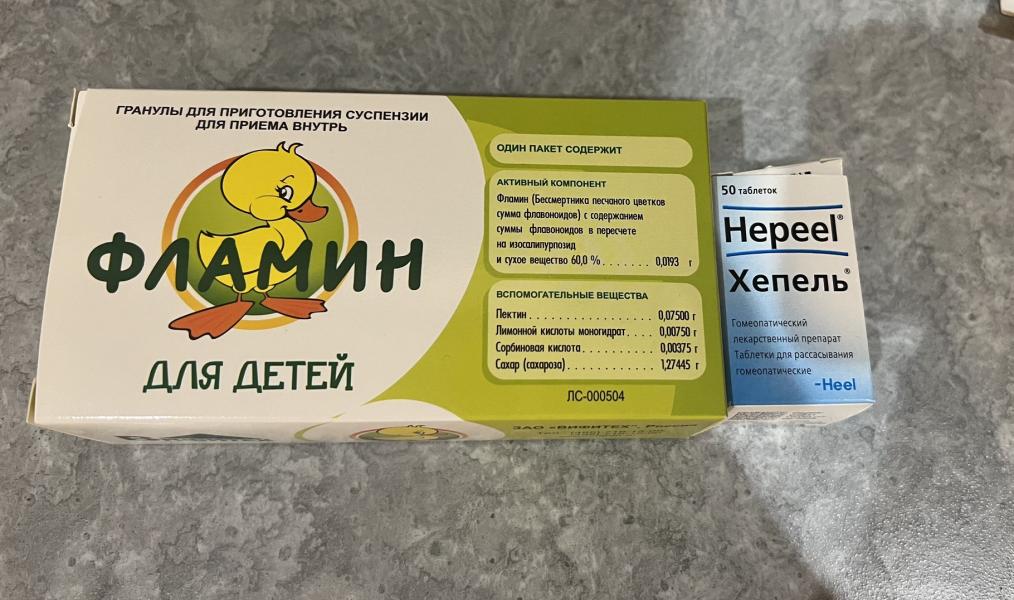 ГРАНУЛЫ ДЛЯ ПРИГОТОВЛЕНИЯ СУСПЕНЗИИ
ДЛЯ ПРИЕМА ВНУТРЬ
ФЛАМИН
ДЛЯ ДЕТЕЙ
ОДИН ПАКЕТ СОДЕРЖИТ
АКТИВНЫЙ КОМПОНЕНТ
Фламин (Бессмертника песчаного цветков
сумма флавоноидов) с содержанием
суммы флавоноидов в пересчете
на изосалипурпозид
и сухое вещество 60,0 % . . . . . . . 0,0193 г
ВСПОМОГАТЕЛЬНЫЕ ВЕЩЕСТВА
Пектин . . . . . . . . . . . . . . . . . 0,07500 г
Лимонной кислоты моногидрат . . . . 0,00750 г
Сорбиновая кислота . . . . . . . . . . 0,00375 г
Сахар (сахароза) . . . . . . . . . . . . 1,27445 г
ЛС-000504
ЗАО "ВИФИТЕХ", Россия
50 таблеток
Hepeel®
Хепель®
Гомеопатический
лекарственный препарат
Таблетки для рассасывания
гомеопатические
-Heel